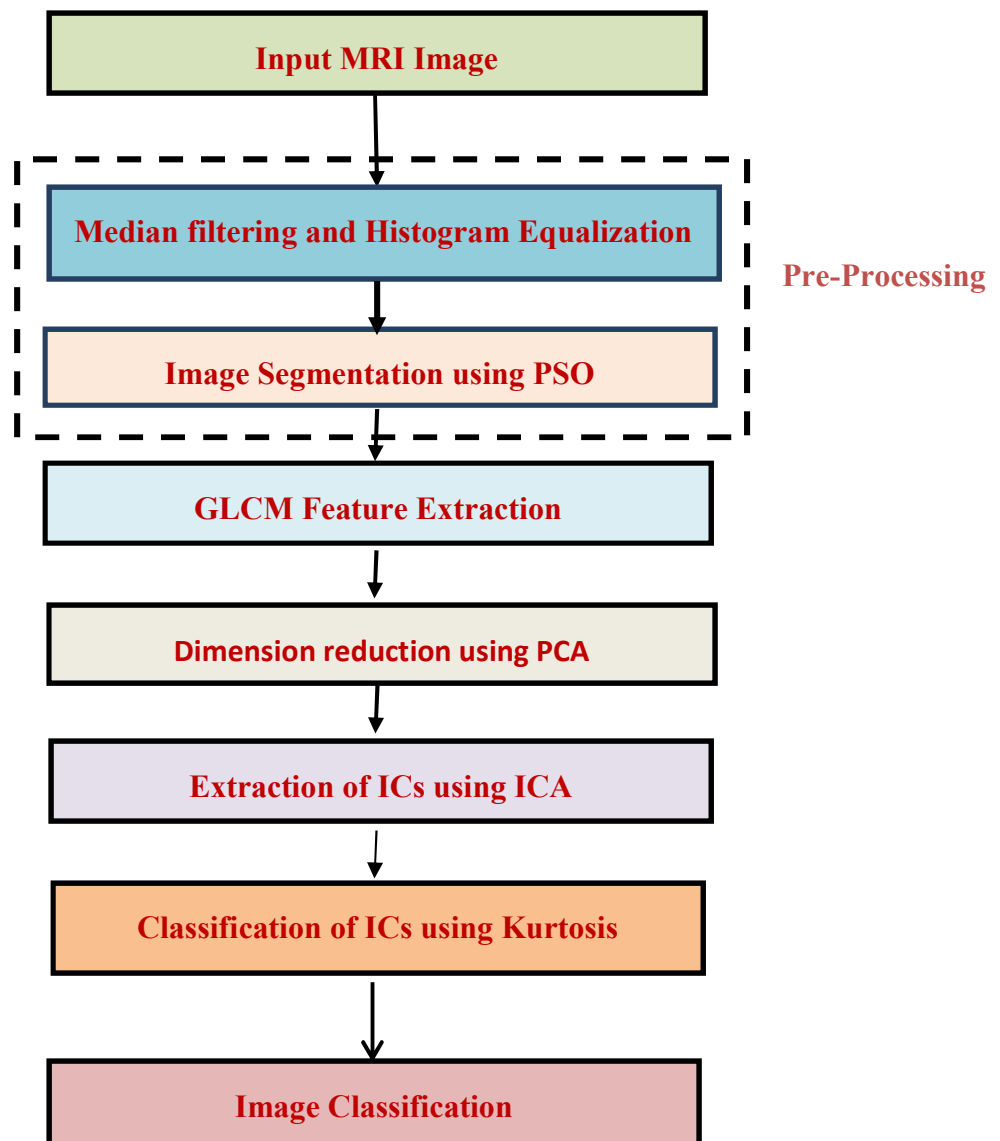 Input MRI Image
Median filtering and Histogram Equalization
Pre-Processing
Image Segmentation using PSO
GLCM Feature Extraction
Dimension reduction using PCA
Extraction of ICs using ICA
Classification of ICs using Kurtosis
Image Classification